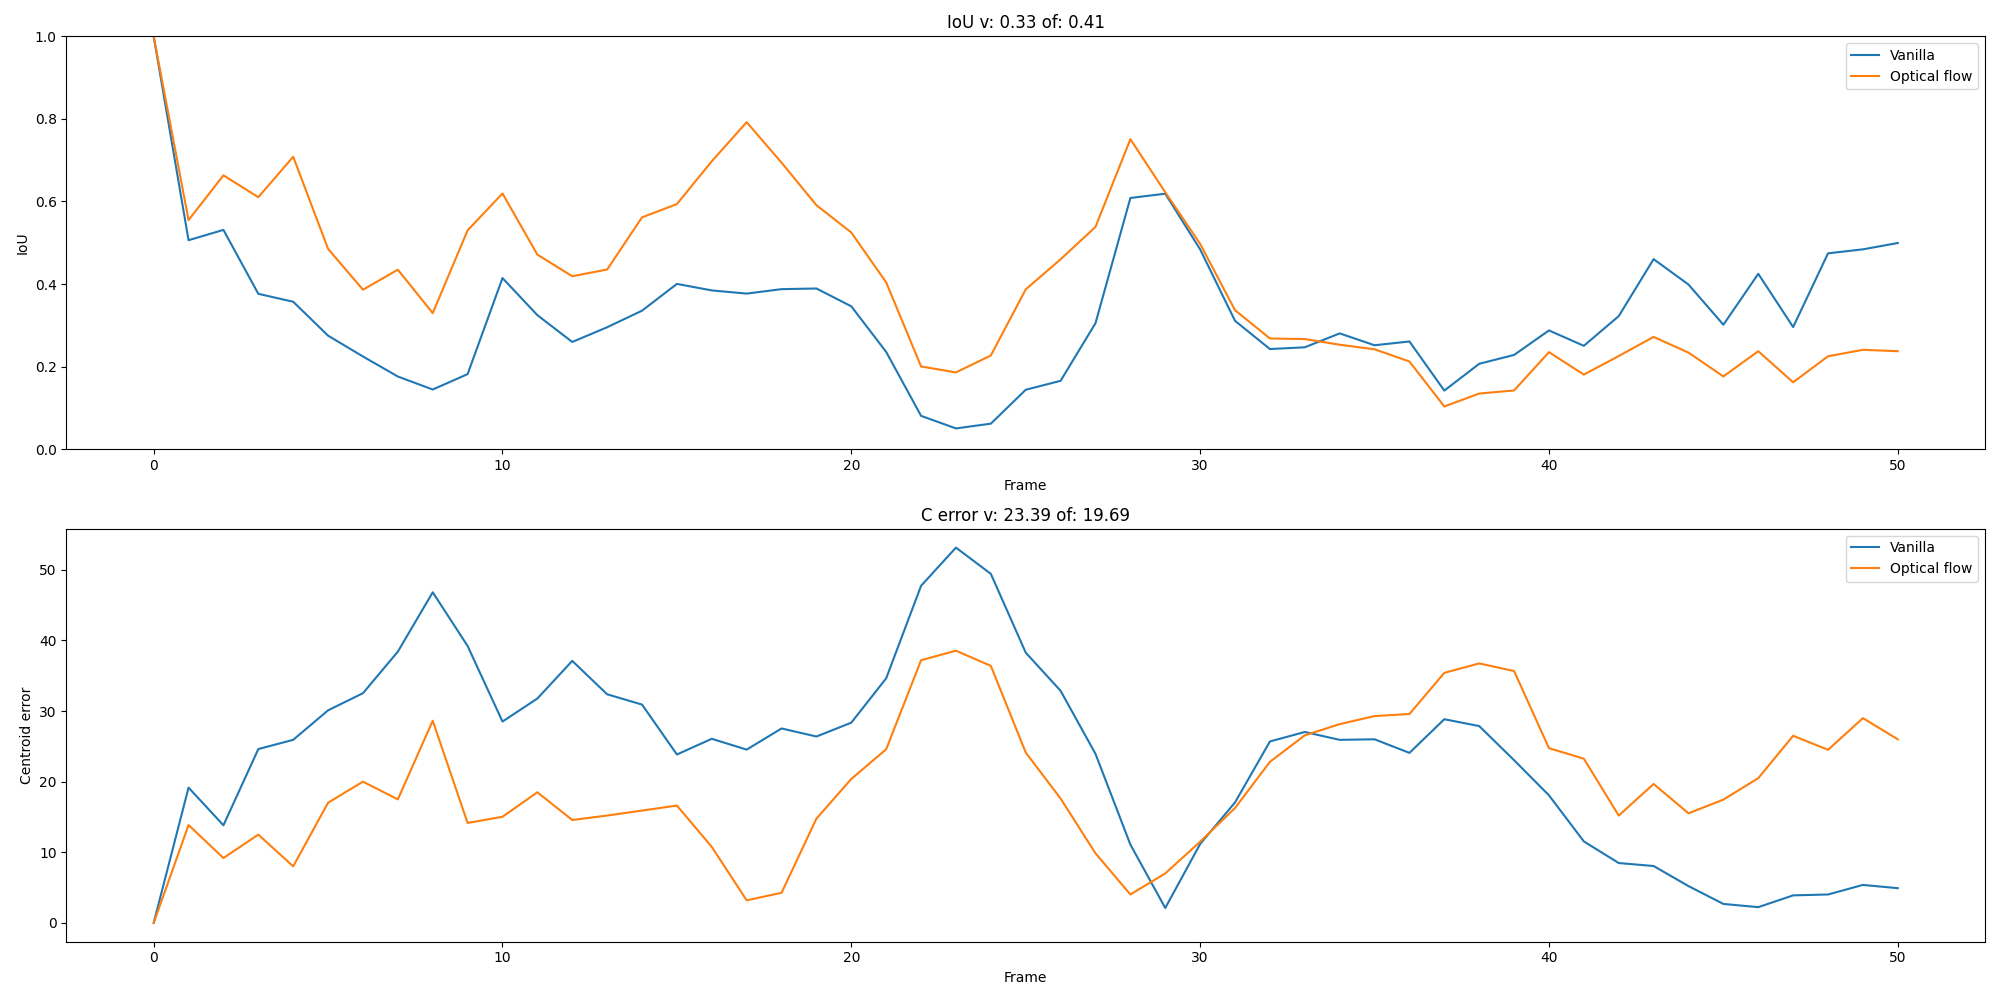 IoU v: 0.33 of: 0.41
1.0
0.8
0.6
0.4
0.2
0.0
IoU
Vanilla
Optical flow
0 10 20 30 40 50
Frame
C error v: 23.39 of: 19.69
50
40
30
20
10
0
Centroid error
Vanilla
Optical flow
0 10 20 30 40 50
Frame